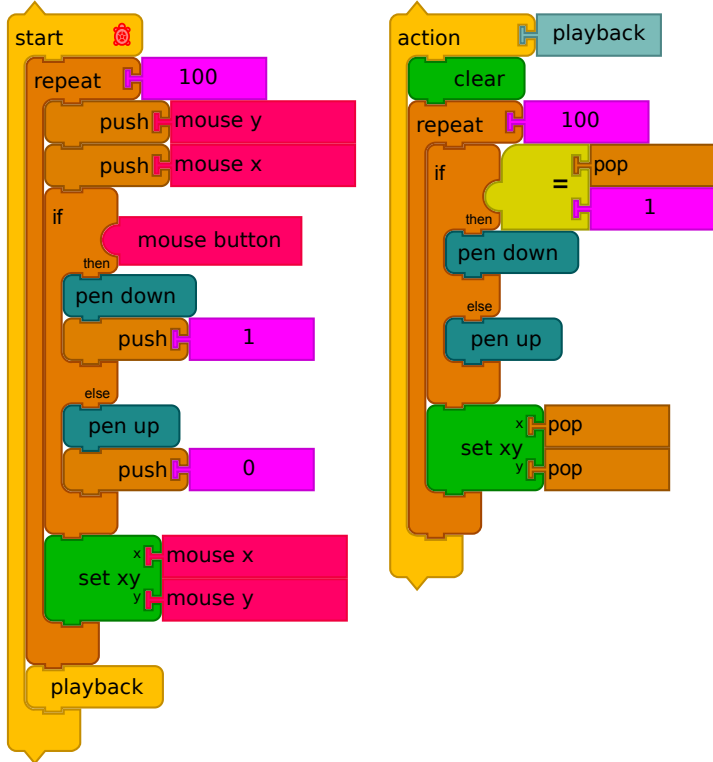 start
repeat 100
push mouse y
push mouse x
if
mouse button
then
pen down
push 1
else
pen up
push 0
x mouse x
set xy
y mouse y
playback
action playback
clear
repeat 100
if
pop
=
1
then
pen down
else
pen up
x pop
set xy
y pop